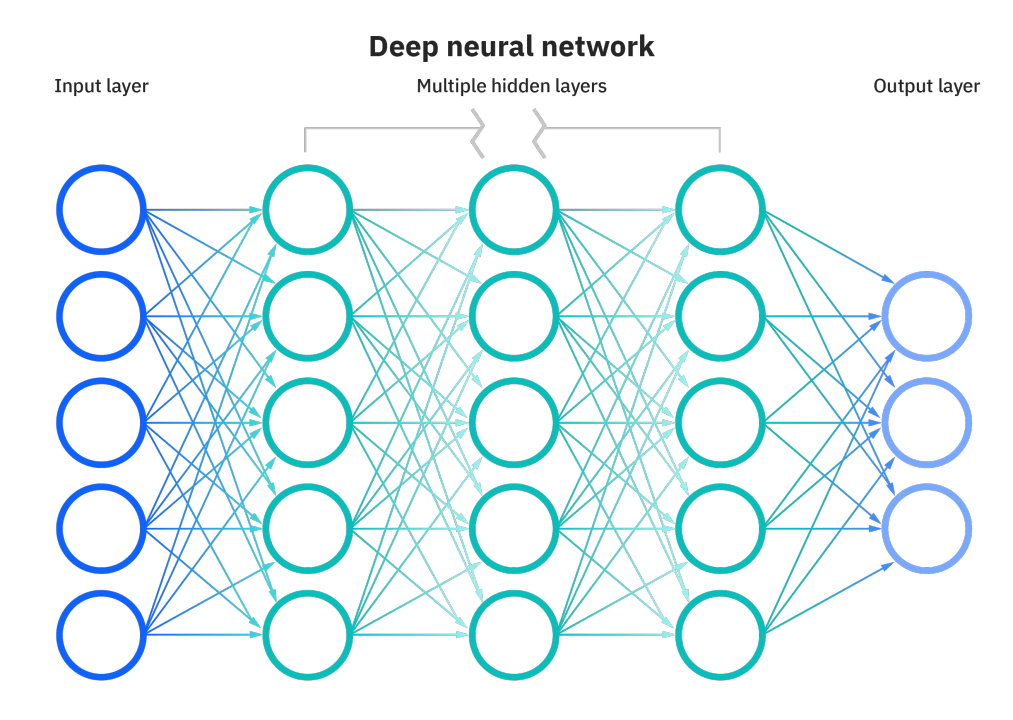 Deep neural network
Input layer
Multiple hidden layers
Output layer